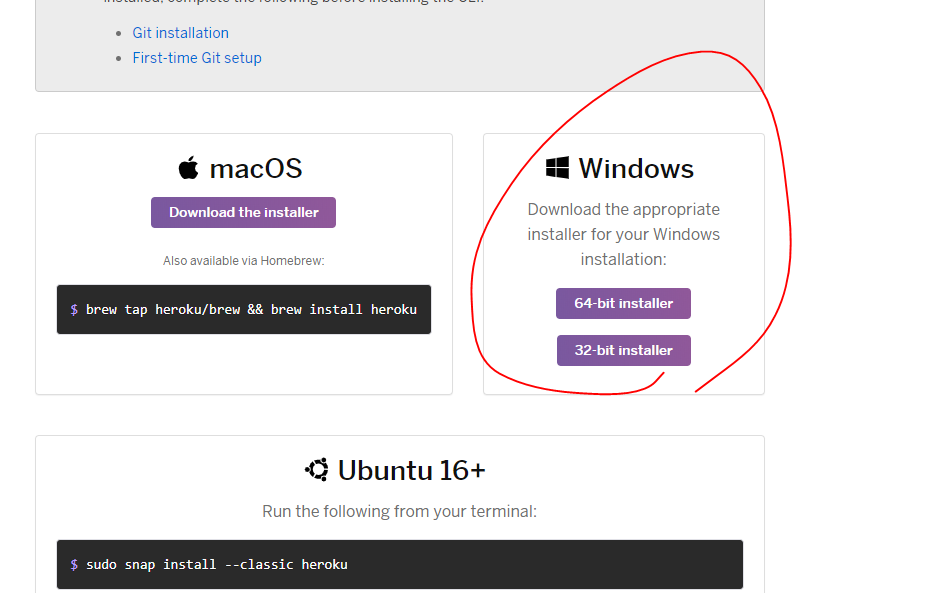 installed, complete the following before installing the CLI:
Git installation
First-time Git setup
macOS
Download the installer
Also available via Homebrew:
$ brew tap heroku/brew && brew install heroku
Windows
Download the appropriate
installer for your Windows
installation:
64-bit installer
32-bit installer
Ubuntu 16+
Run the following from your terminal:
$ sudo snap install --classic heroku